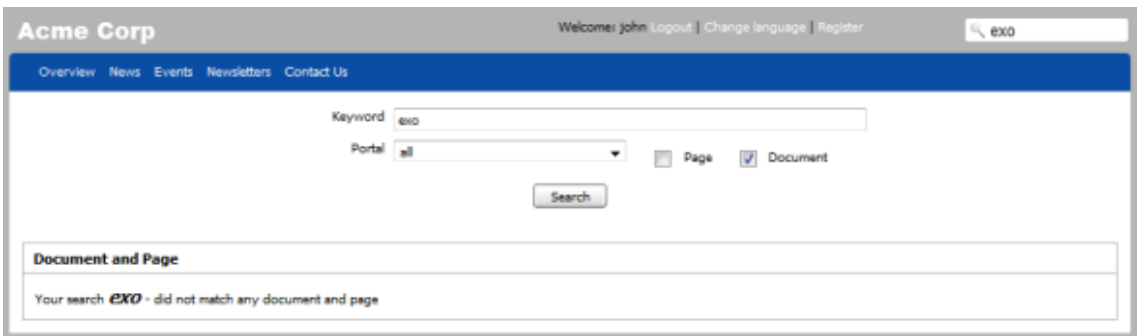 Acme Corp
Welcome: john Logout | Change language | Register
exo
Overview News Events Newsletters Contact Us
Keyword exo
Portal all Page Document
Search
Document and Page
Your search exo - did not match any document and page